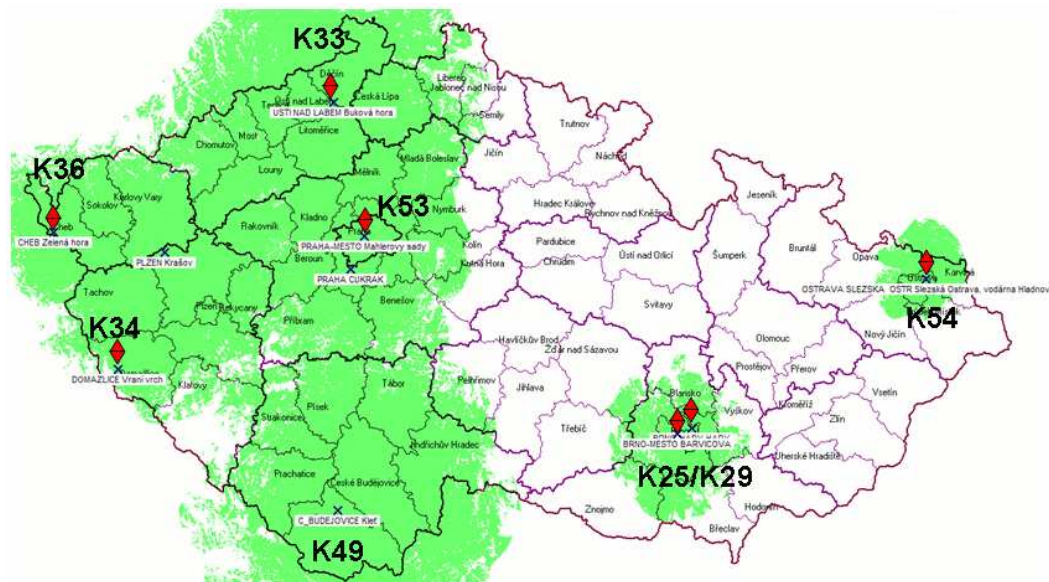 K33
Děčín
Liberec
Jablonec nad Nisou
Česká Lípa
USTI NAD LABEM Buková hora
Semily
Trutnov
Litoměřice
Most
Chomutov
Jičín
Náchod
Mladá Boleslav
Louny
Mělník
K36
Karlovy Vary
Sokolov
Jeseník
Hradec Králové
Rychnov nad Kněžnou
Nymburk
K53
Kladno
Rakovník
Cheb
CHEB Zelená hora
PRAHA-MESTO Mahlerovy sady
Kolín
Pardubice
Ústí nad Orlicí
Šumperk
Bruntál
Opava
PLZEN Krašov
Beroun
Kutná Hora
Chrudim
Karviná
PRAHA CUKRAK
OSTRAVA SLEZSKA_OSTR Slezská Ostrava, vodárna Hladnov
Tachov
Plzeň
Rokycany
Benešov
Svitavy
K54
Příbram
K34
Nový Jičín
Havlíčkův Brod
Olomouc
Žďár nad Sázavou
Prostějov
Přerov
DOMAZLICE Vraní vrch
Klatovy
Tábor
Pelhřimov
Jihlava
Blansko
Vsetín
Písek
Strakonice
Vyškov
Kroměříž
Zlín
Třebíč
BRNO-MESTO BARVICOVA
Jindřichův Hradec
Uherské Hradiště
Prachatice
K25/K29
České Budějovice
Hodonín
Znojmo
C_BUDEJOVICE Kleť
Břeclav
K49